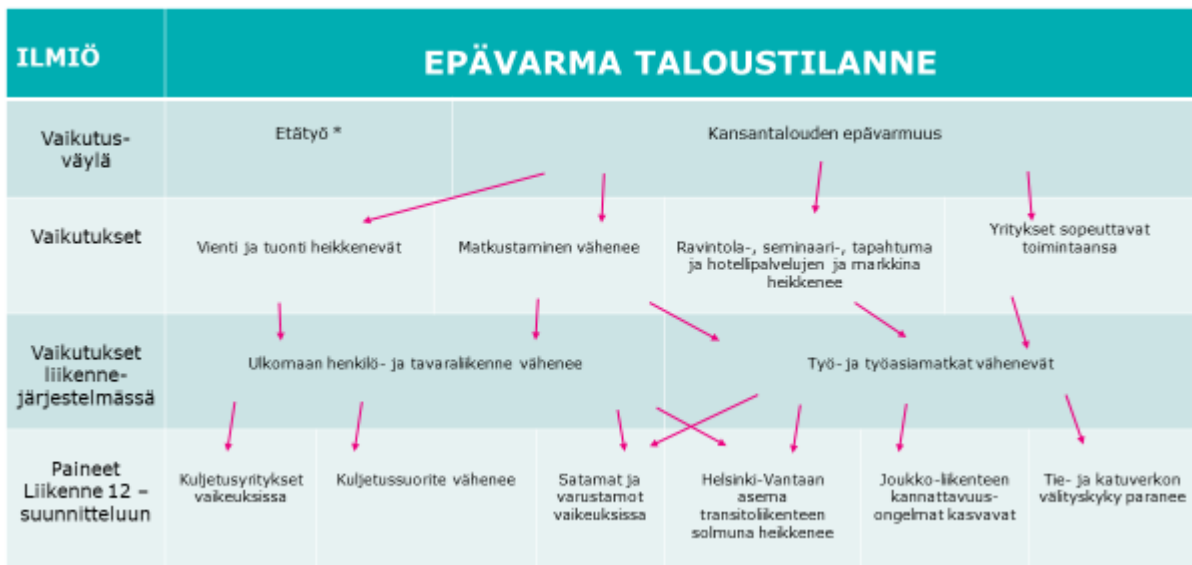 ILMIÖ
EPÄVARMA TALOUSTILANNE
Vaikutus-
väylä
Etätyö *
Kansantalouden epävarmuus
Vaikutukset
Vienti ja tuonti heikkenevät
Matkustaminen vähenee
Ravintola-, seminaari-, tapahtuma
ja hotellipalvelujen ja markkina
heikkenee
Yritykset sopeuttavat
toimintaansa
Vaikutukset
liikenne-
järjestelmässä
Ulkomaan henkilö- ja tavaraliikenne vähenee
Työ- ja työasiamatkat vähenevät
Paineet
Liikenne 12 –
suunnitteluun
Kuljetusyritykset
vaikeuksissa
Kuljetussuorite vähenee
Satamat ja
varustamot
vaikeuksissa
Helsinki-Vantaan
asema
transitoliikenteen
solmuna heikkenee
Joukko-liikenteen
kannattavuus-
ongelmat kasvavat
Tie- ja katuverkon
välityskyky paranee